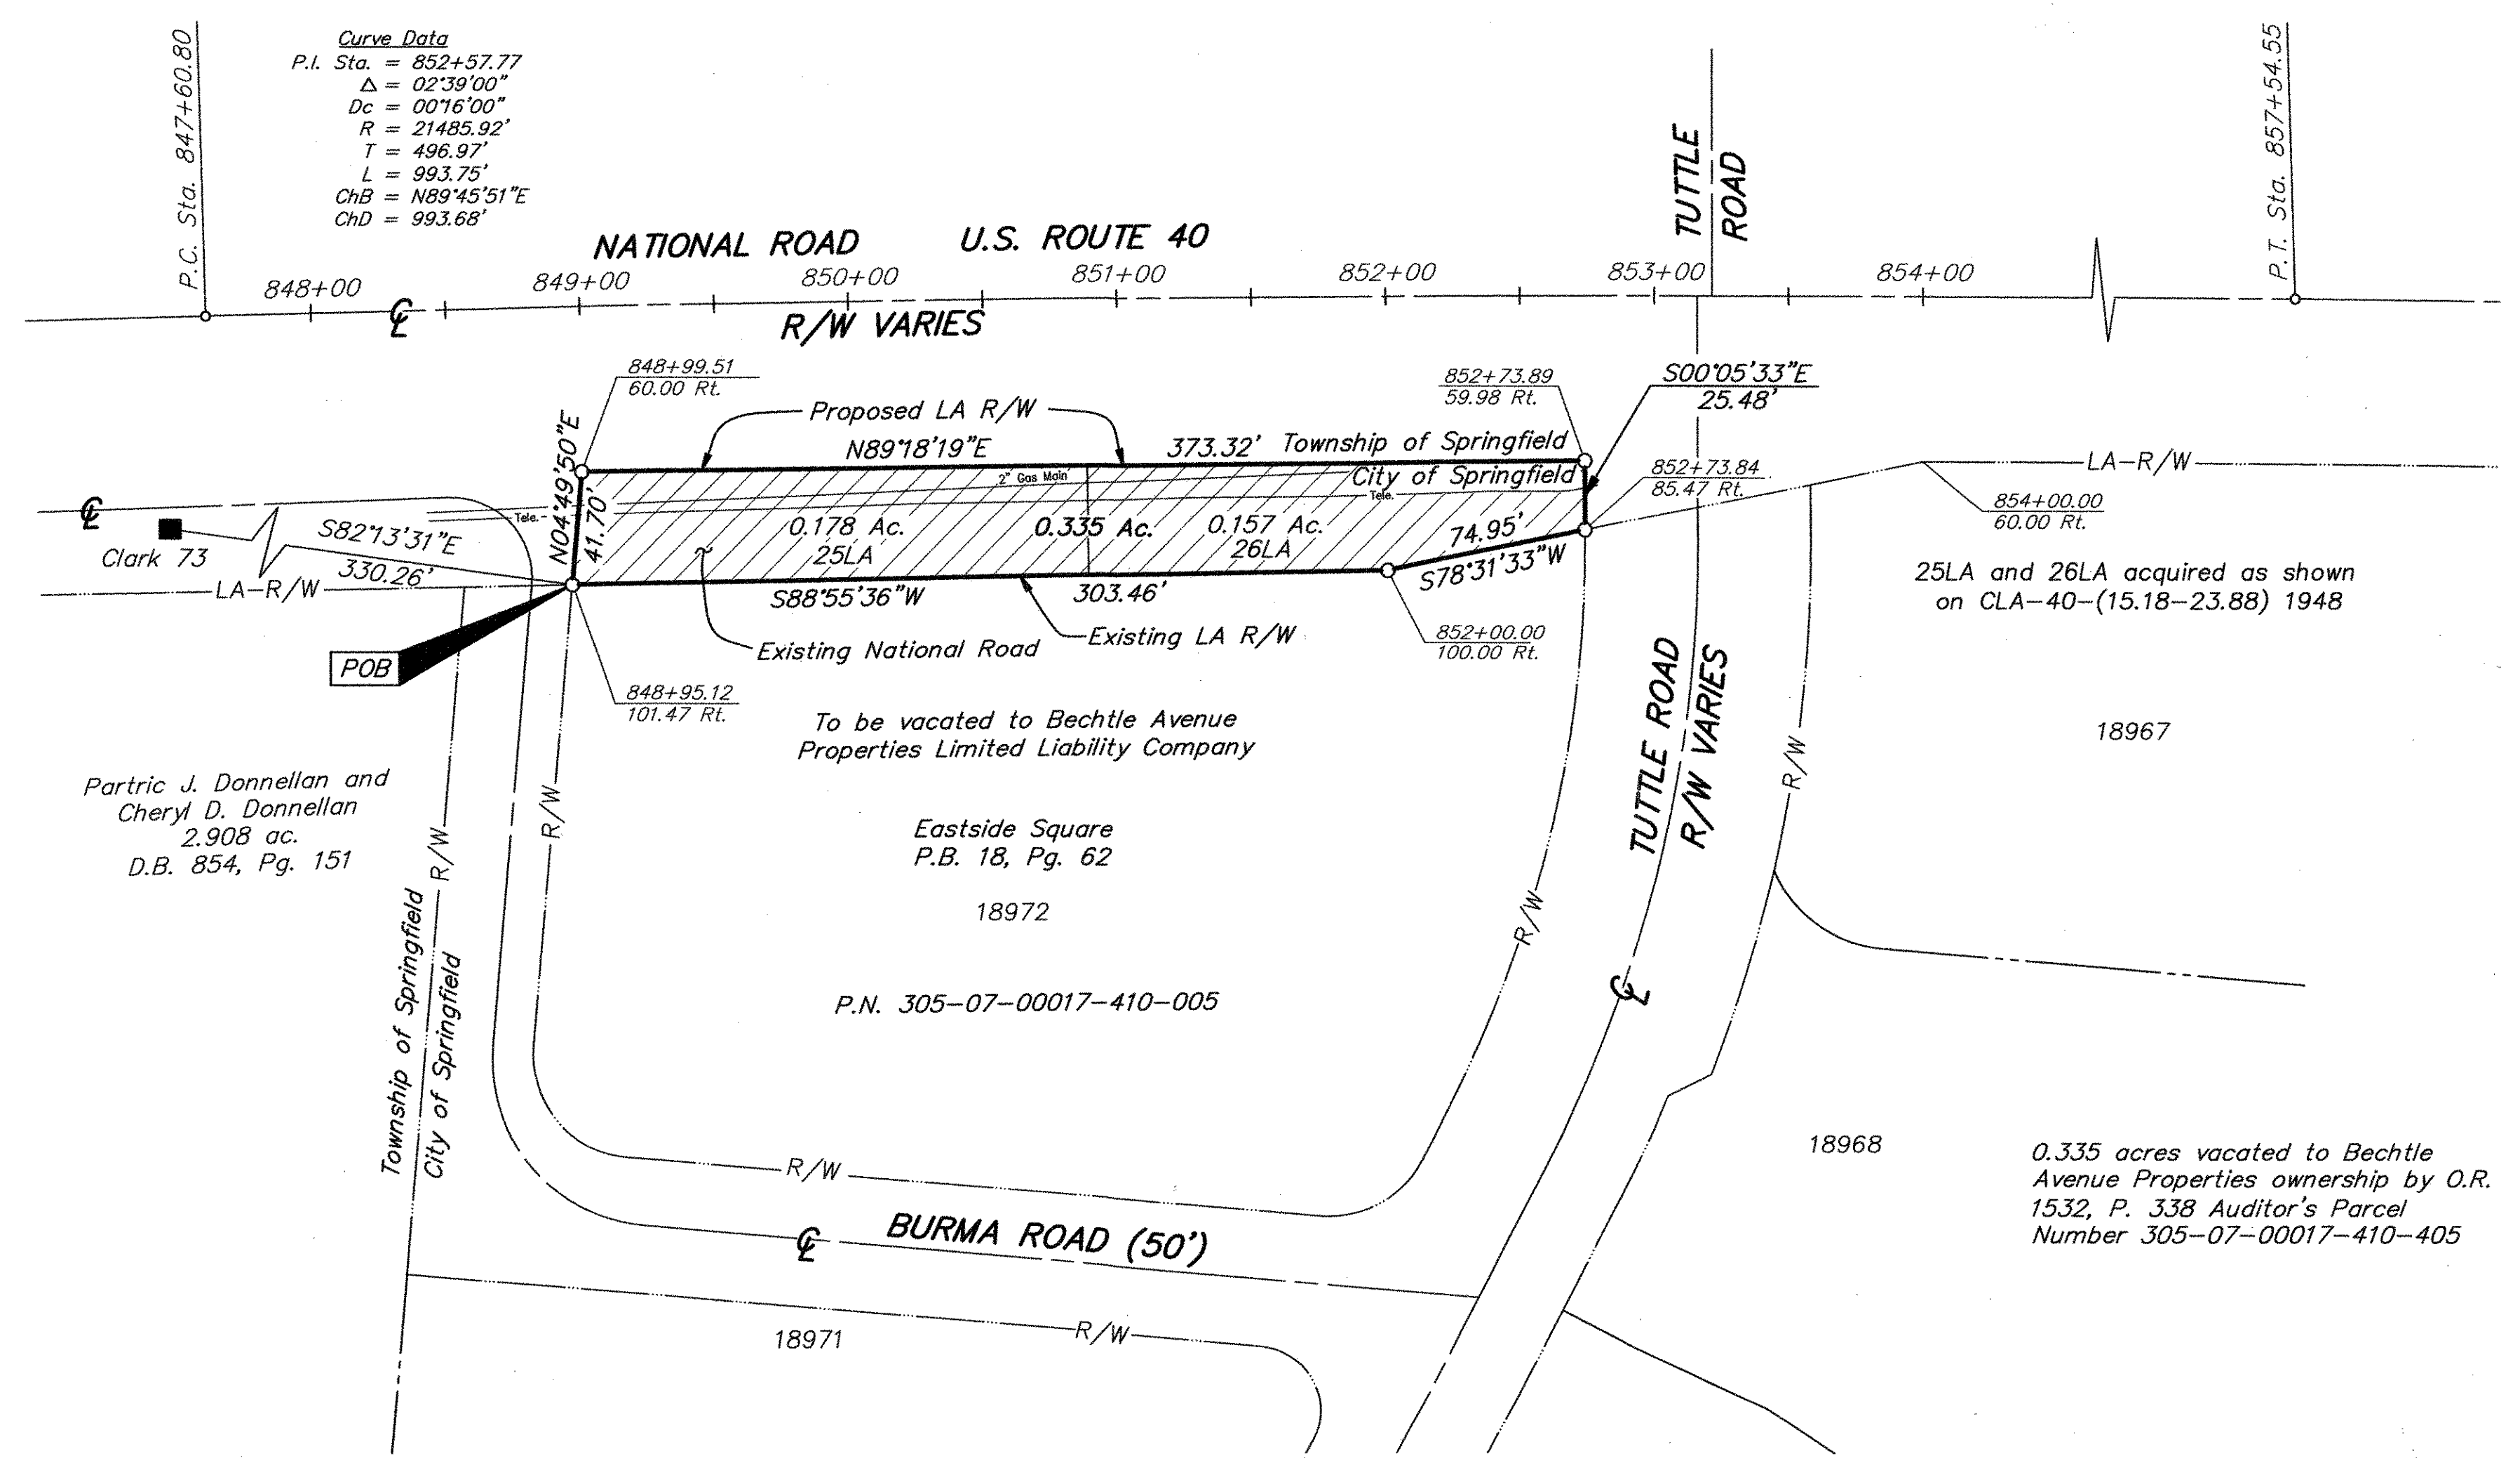 P.C. Sta. 847+60.80
Curve Data
P.I. Sta. = 852+57.77
Δ = 02°39'00"
Dc = 00°16'00"
R = 21485.92'
T = 496.97'
L = 993.75'
ChB = N89°45'51"E
ChD = 993.68'
TUTTLE
ROAD
P.T. Sta. 857+54.55
NATIONAL ROAD U.S. ROUTE 40
848+00
849+00
850+00
851+00
852+00
853+00
854+00
℄
R/W VARIES
848+99.51
60.00 Rt.
852+73.89
59.98 Rt.
S00°05'33"E
25.48'
Proposed LA R/W
N04°49'50"E
41.70'
N89°18'19"E
373.32'
Township of Springfield
City of Springfield
2" Gas Main
Tele.
Tele.
852+73.84
85.47 Rt.
LA-R/W
854+00.00
60.00 Rt.
℄
Clark 73
S82°13'31"E
330.26'
LA-R/W
0.178 Ac.
25LA
0.335 Ac.
0.157 Ac.
26LA
74.95'
S78°31'33"W
S88°55'36"W
303.46'
25LA and 26LA acquired as shown
on CLA-40-(15.18-23.88) 1948
POB
Existing National Road
Existing LA R/W
852+00.00
100.00 Rt.
848+95.12
101.47 Rt.
To be vacated to Bechtle Avenue
Properties Limited Liability Company
TUTTLE ROAD
R/W VARIES
18967
Partric J. Donnellan and
Cheryl D. Donnellan
2.908 ac.
D.B. 854, Pg. 151
R/W
R/W
R/W
R/W
Eastside Square
P.B. 18, Pg. 62
18972
P.N. 305-07-00017-410-005
℄
Township of Springfield
City of Springfield
R/W
℄
BURMA ROAD (50')
18968
0.335 acres vacated to Bechtle
Avenue Properties ownership by O.R.
1532, P. 338 Auditor's Parcel
Number 305-07-00017-410-405
18971
R/W